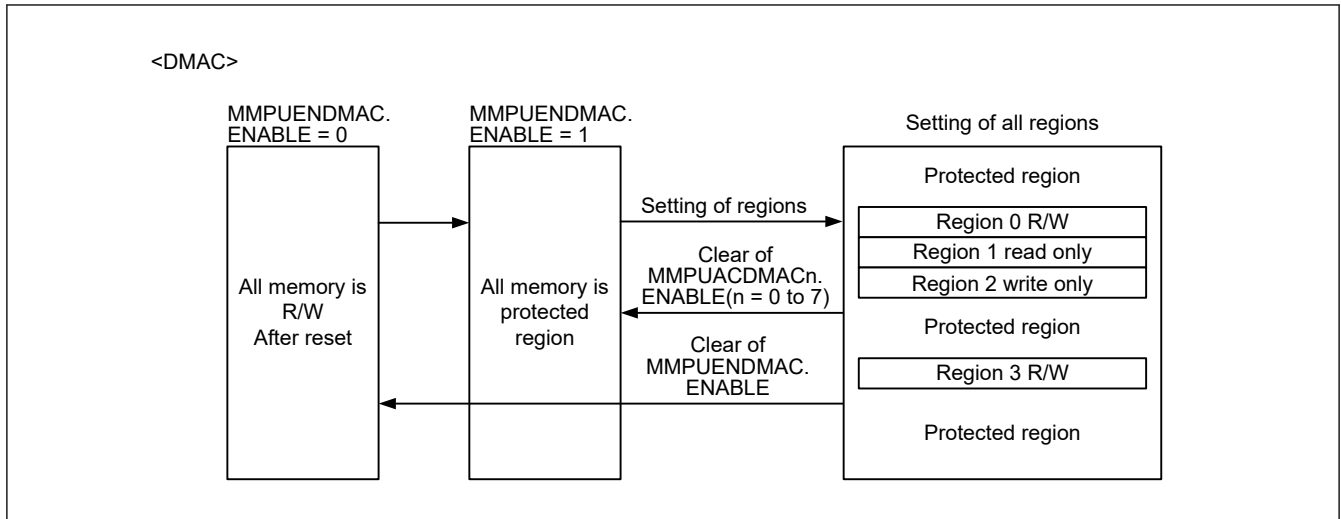 <DMAC>
MMPUENDMAC.
ENABLE = 0
MMPUENDMAC.
ENABLE = 1
Setting of all regions
All memory is
R/W
After reset
All memory is
protected
region
Setting of regions
Clear of
MMPUACDMACn.
ENABLE(n = 0 to 7)
Clear of
MMPUENDMAC.
ENABLE
Protected region
Region 0 R/W
Region 1 read only
Region 2 write only
Protected region
Region 3 R/W
Protected region